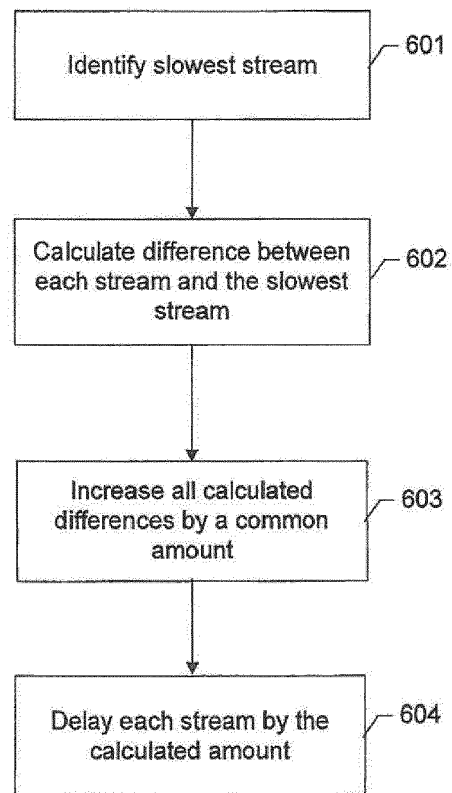 Identify slowest stream
601
Calculate difference between
each stream and the slowest
stream
602
Increase all calculated
differences by a common
amount
603
Delay each stream by the
calculated amount
604